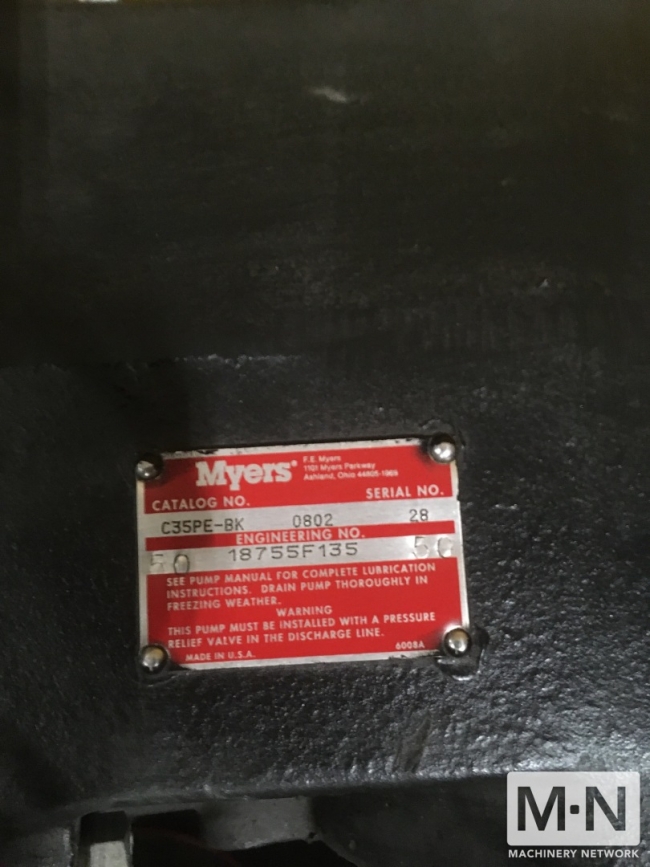 Myers®
F.E. Myers
1101 Myers Parkway
Ashland, Ohio 44805-1969
CATALOG NO. SERIAL NO.
C35PE-BK 0802 28
ENGINEERING NO.
50 18755F135 50
SEE PUMP MANUAL FOR COMPLETE LUBRICATION
INSTRUCTIONS. DRAIN PUMP THOROUGHLY IN
FREEZING WEATHER.
WARNING
THIS PUMP MUST BE INSTALLED WITH A PRESSURE
RELIEF VALVE IN THE DISCHARGE LINE.
MADE IN U.S.A. 6008A
M·N
MACHINERY NETWORK